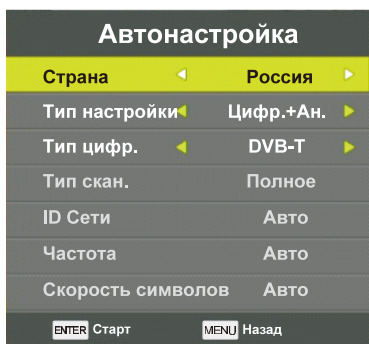 Автонастройка
Страна Россия
Тип настройки Цифр.+Ан.
Тип цифр. DVB-T
Тип скан. Полное
ID Сети Авто
Частота Авто
Скорость символов Авто
ENTER Старт MENU Назад